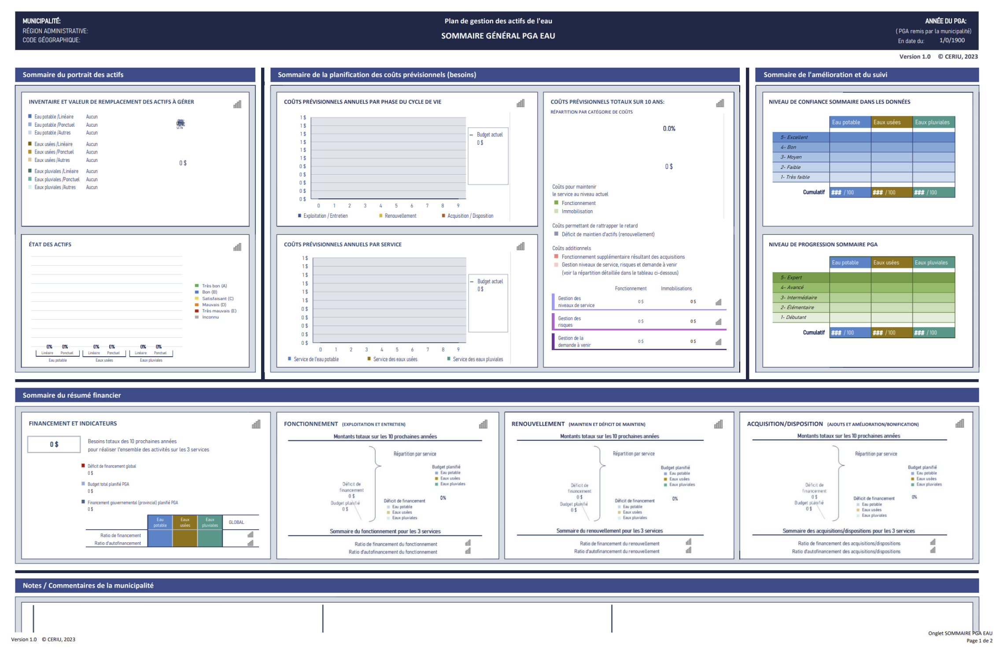 MUNICIPALITÉ:
RÉGION ADMINISTRATIVE:
CODE GÉOGRAPHIQUE:
Plan de gestion des actifs de l'eau
SOMMAIRE GÉNÉRAL PGA EAU
ANNÉE DU PGA:
( PGA remis par la municipalité)
En date du: 1/0/1900
Version 1.0 © CERIU, 2023
Sommaire du portrait des actifs
INVENTAIRE ET VALEUR DE REMPLACEMENT DES ACTIFS À GÉRER
Eau potable /Linéaire Aucun
Eau potable /Ponctuel Aucun
Eau potable /Autres Aucun
Eaux usées /Linéaire Aucun
Eaux usées /Ponctuel Aucun
Eaux usées /Autres Aucun
Eaux pluviales /Linéaire Aucun
Eaux pluviales /Ponctuel Aucun
Eaux pluviales /Autres Aucun
0 $
ÉTAT DES ACTIFS
Très bon (A)
Bon (B)
Satisfaisant (C)
Mauvais (D)
Très mauvais (E)
Inconnu
0% 0% 0% 0% 0% 0%
Linéaire Ponctuel Linéaire Ponctuel Linéaire Ponctuel
Eau potable Eaux usées Eaux pluviales
Sommaire de la planification des coûts prévisionnels (besoins)
COÛTS PRÉVISIONNELS ANNUELS PAR PHASE DU CYCLE DE VIE
1 $
1 $
1 $
1 $
1 $
1 $
0 $
0 $
0 $
0 $
0 $
0 1 2 3 4 5 6 7 8 9
Budget actuel
0 $
Exploitation / Entretien Renouvellement Acquisition / Disposition
COÛTS PRÉVISIONNELS ANNUELS PAR SERVICE
1 $
1 $
1 $
1 $
1 $
1 $
0 $
0 $
0 $
0 $
0 $
0 1 2 3 4 5 6 7 8 9
Budget actuel
0 $
Service de l'eau potable Service des eaux usées Service des eaux pluviales
COÛTS PRÉVISIONNELS TOTAUX SUR 10 ANS:
RÉPARTITION PAR CATÉGORIE DE COÛTS
0.0%
0 $
Coûts pour maintenir
le service au niveau actuel
Fonctionnement
Immobilisation
Coûts permettant de rattrapper le retard
Déficit de maintien d'actifs (renouvellement)
Coûts additionnels
Fonctionnement supplémentaire résultant des acquisitions
Gestion niveaux de service, risques et demande à venir
(voir la répartition détaillée dans le tableau ci-dessous)
Fonctionnement Immobilisations
Gestion des
niveaux de service 0 $ 0 $
Gestion des
risques 0 $ 0 $
Gestion de la
demande à venir 0 $ 0 $
Sommaire de l'amélioration et du suivi
NIVEAU DE CONFIANCE SOMMAIRE DANS LES DONNÉES
Eau potable Eaux usées Eaux pluviales
5- Excellent
4- Bon
3- Moyen
2- Faible
1- Très faible
Cumulatif ### / 100 ### / 100 ### / 100
NIVEAU DE PROGRESSION SOMMAIRE PGA
Eau potable Eaux usées Eaux pluviales
5- Expert
4- Avancé
3- Intermédiaire
2- Élémentaire
1- Débutant
Cumulatif ### / 100 ### / 100 ### / 100
Sommaire du résumé financier
FINANCEMENT ET INDICATEURS
0 $
Besoins totaux des 10 prochaines années
pour réaliser l'ensemble des activités sur les 3 services
Déficit de financement global
0 $
Budget total planifié PGA
0 $
Financement gouvernemental (provincial) planifié PGA
0 $
Eau potable Eaux usées Eaux pluviales GLOBAL
Ratio de financement
Ratio d'autofinancement
FONCTIONNEMENT (EXPLOITATION ET ENTRETIEN)
Montants totaux sur les 10 prochaines années
Répartition par service
Budget planifié
Eau potable
Eaux usées
Eaux pluviales
Déficit de
financement
0 $
Budget planifié
0 $
0%
Déficit de financement
Eau potable
Eaux usées
Eaux pluviales
Sommaire du fonctionnement pour les 3 services
Ratio de financement du fonctionnement
Ratio d'autofinancement du fonctionnement
RENOUVELLEMENT (MAINTIEN ET DÉFICIT DE MAINTIEN)
Montants totaux sur les 10 prochaines années
Répartition par service
Budget planifié
Eau potable
Eaux usées
Eaux pluviales
Déficit de
financement
0 $
Budget planifié
0 $
0%
Déficit de financement
Eau potable
Eaux usées
Eaux pluviales
Sommaire du renouvellement pour les 3 services
Ratio de financement du renouvellement
Ratio d'autofinancement du renouvellement
ACQUISITION/DISPOSITION (AJOUTS ET AMÉLIORATION/BONIFICATION)
Montants totaux sur les 10 prochaines années
Répartition par service
Budget planifié
Eau potable
Eaux usées
Eaux pluviales
Déficit de
financement
0 $
Budget planifié
0 $
0%
Déficit de financement
Eau potable
Eaux usées
Eaux pluviales
Sommaire des acquisitions/dispositions pour les 3 services
Ratio de financement des acquisitions/dispositions
Ratio d'autofinancement des acquisitions/dispositions
Notes / Commentaires de la municipalité
Version 1.0 © CERIU, 2023
Onglet SOMMAIRE PGA EAU
Page 1 de 2